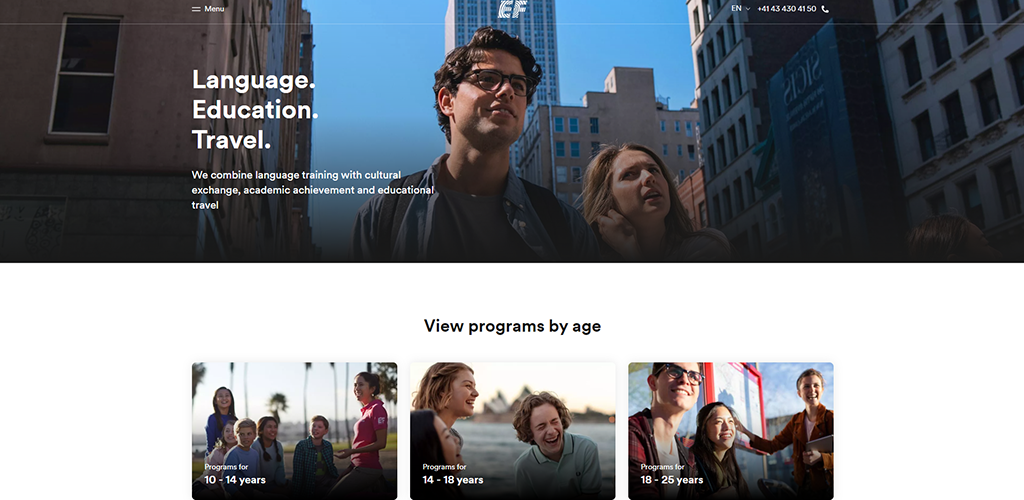 Menu
EF
EN
+41 43 430 41 50
Language.
Education.
Travel.
We combine language training with cultural
exchange, academic achievement and educational
travel
View programs by age
Programs for
10 - 14 years
Programs for
14 - 18 years
Programs for
18 - 25 years